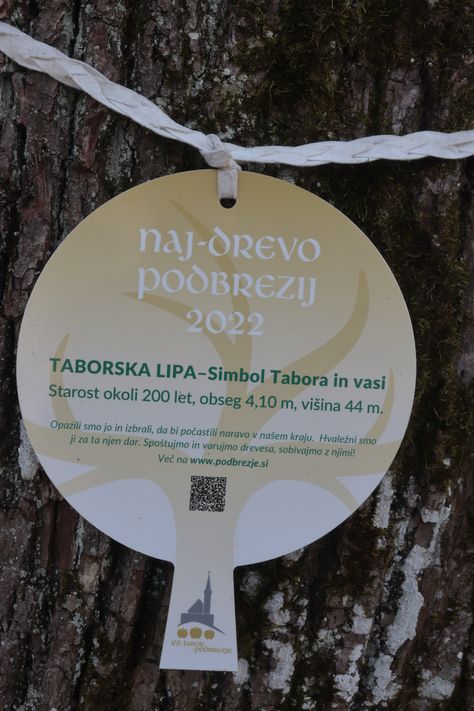 NAJ-DREVO
PODBREZIJ
2022
TABORSKA LIPA–Simbol Tabora in vasi
Starost okoli 200 let, obseg 4,10 m, višina 44 m.
Opazili smo jo in izbrali, da bi počastili naravo v našem kraju. Hvaležni smo
ji za ta njen dar. Spoštujmo in varujmo drevesa, sobivajmo z njimi!
Več na www.podbrezje.si
KD TABOR
PODBREZJE